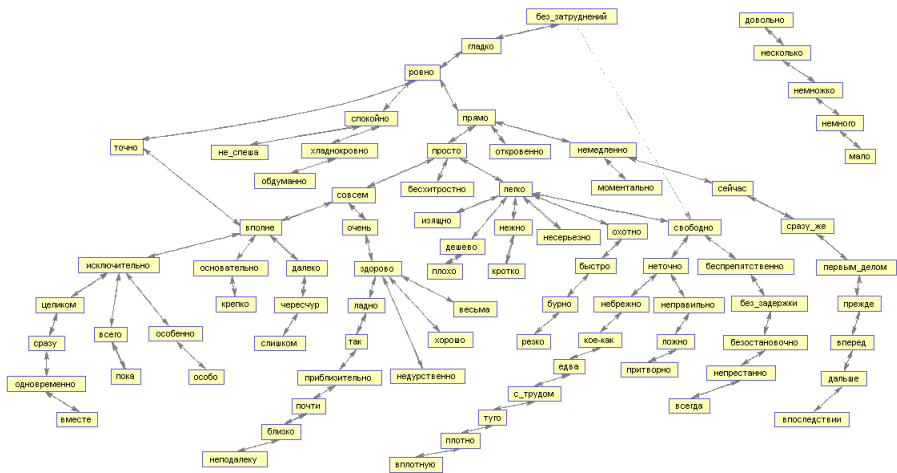 без_затруднений
довольно
гладко
несколько
ровно
немножко
спокойно
прямо
немного
точно
не_спеша
хладнокровно
просто
откровенно
немедленно
мало
обдуманно
совсем
бесхитростно
легко
моментально
сейчас
вполне
очень
изящно
нежно
несерьезно
охотно
свободно
сразу_же
дешево
исключительно
основательно
далеко
здорово
плохо
кротко
быстро
неточно
беспрепятственно
первым_делом
целиком
крепко
чересчур
ладно
весьма
бурно
небрежно
неправильно
без_задержки
прежде
сразу
всего
особенно
слишком
так
хорошо
резко
кое-как
ложно
безостановочно
вперед
одновременно
пока
особо
приблизительно
недурственно
едва
притворно
непрестанно
дальше
вместе
почти
с_трудом
всегда
впоследствии
близко
туго
неподалеку
плотно
вплотную